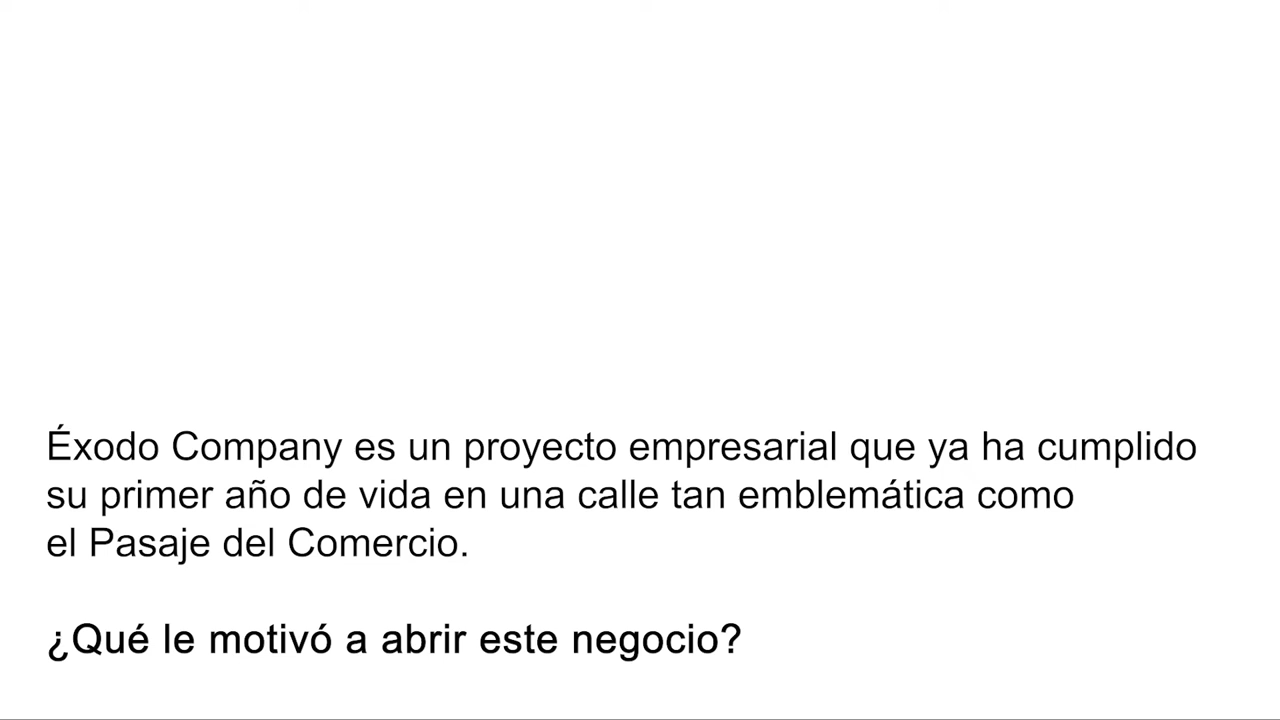 Éxodo Company es un proyecto empresarial que ya ha cumplido
su primer año de vida en una calle tan emblemática como
el Pasaje del Comercio.
¿Qué le motivó a abrir este negocio?